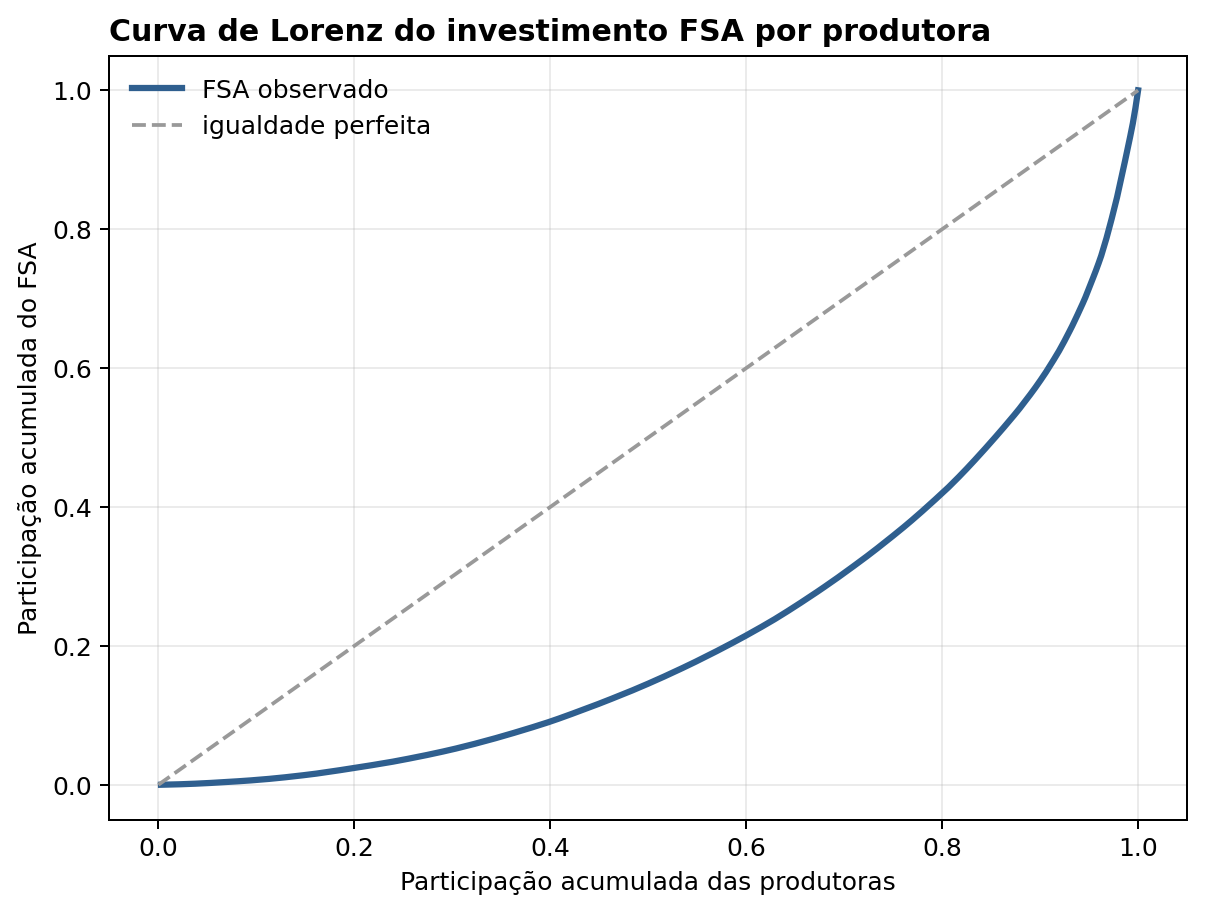 Curva de Lorenz do investimento FSA por produtora
FSA observado
igualdade perfeita
Participação acumulada do FSA
1.0
0.8
0.6
0.4
0.2
0.0
0.0 0.2 0.4 0.6 0.8 1.0
Participação acumulada das produtoras